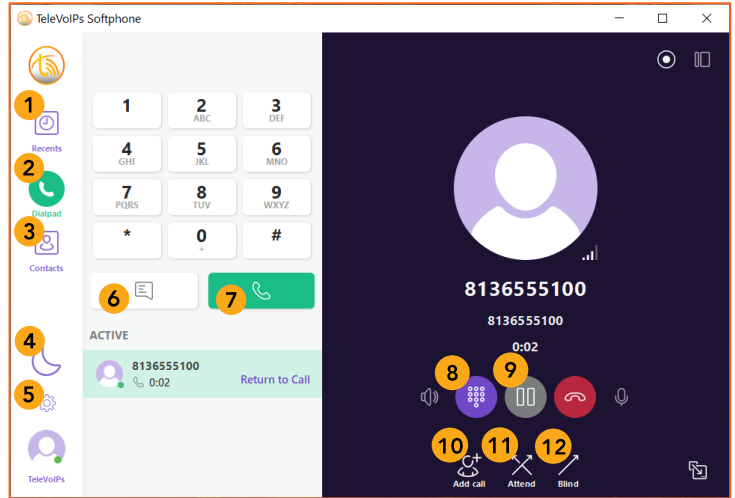 TeleVoIPs Softphone
1
Recents
2
Dialpad
3
Contacts
4
5
TeleVoIPs
1
2
ABC
3
DEF
4
GHI
5
JKL
6
MNO
7
PQRS
8
TUV
9
WXYZ
*
0
+
#
6
7
ACTIVE
8136555100
0:02
Return to Call
8136555100
8136555100
0:02
8
9
10
11
12
Add call
Attend
Blind